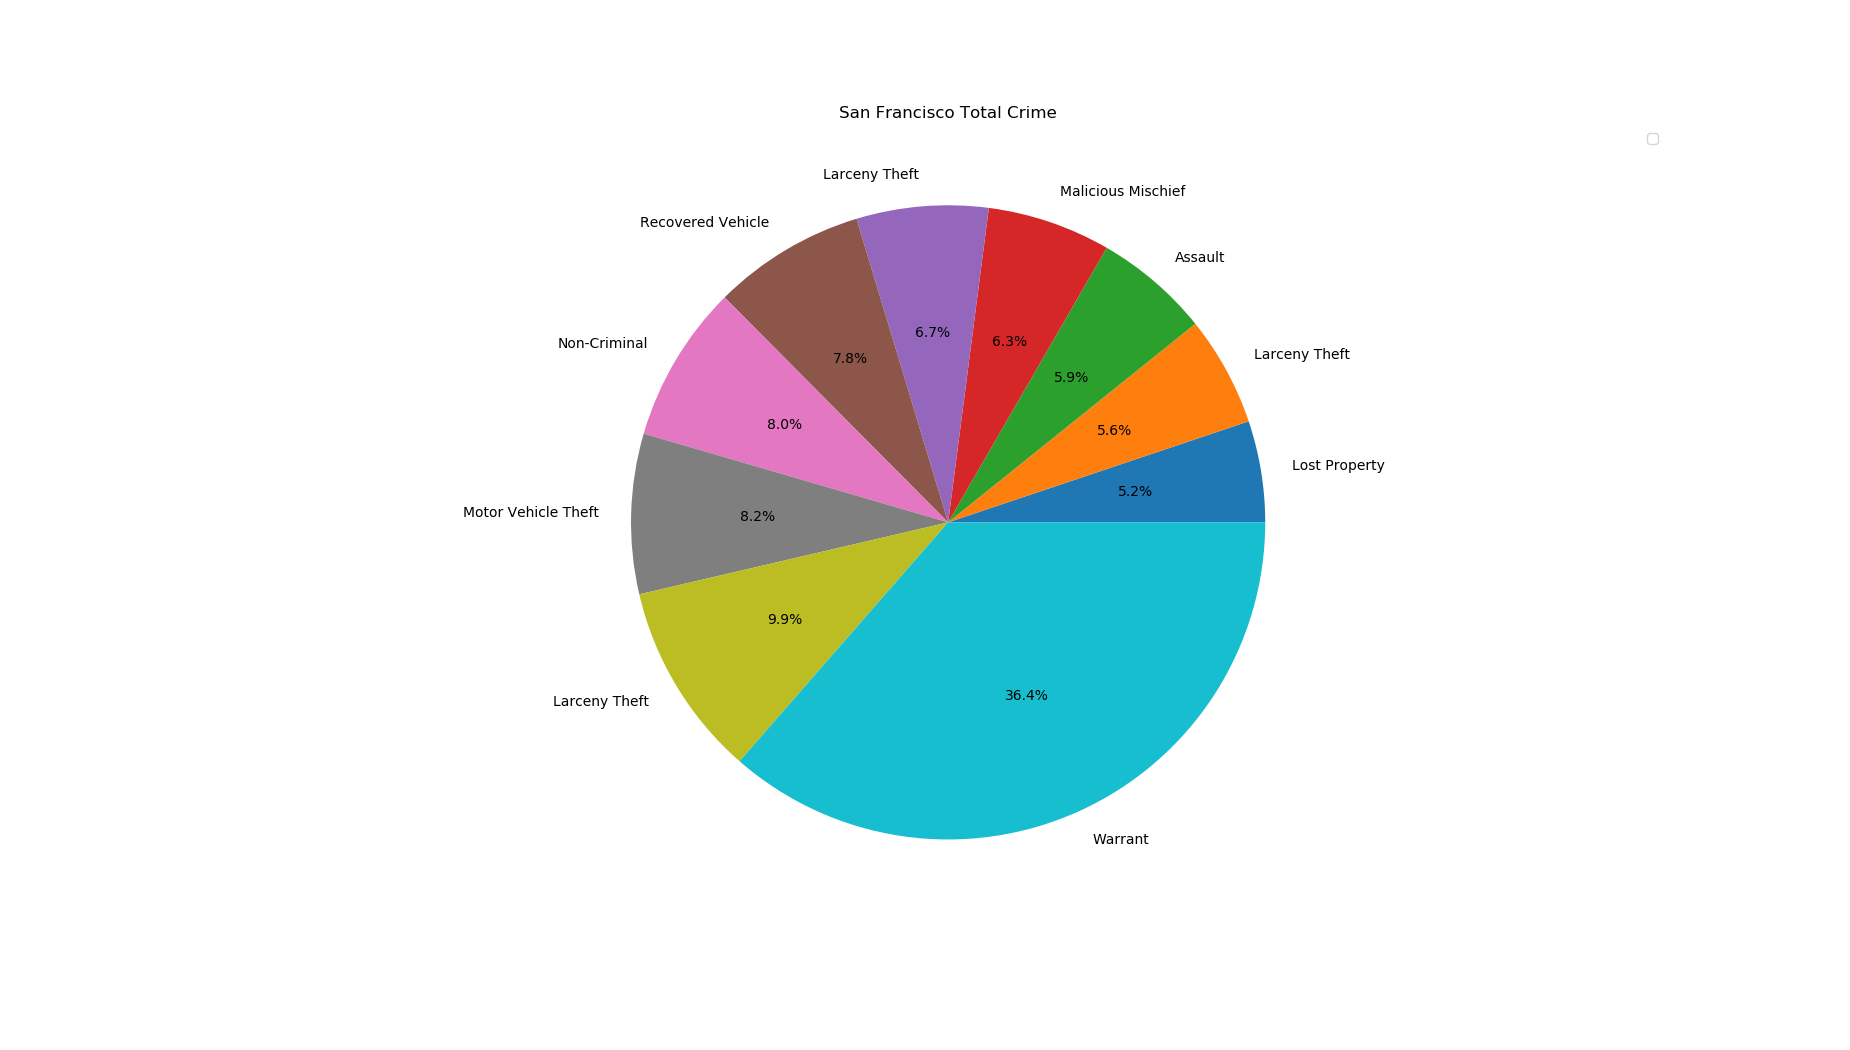 San Francisco Total Crime
Larceny Theft
Malicious Mischief
Recovered Vehicle
Assault
6.7%
6.3%
Non-Criminal
Larceny Theft
7.8%
5.9%
8.0%
5.6%
Lost Property
5.2%
Motor Vehicle Theft
8.2%
9.9%
36.4%
Larceny Theft
Warrant